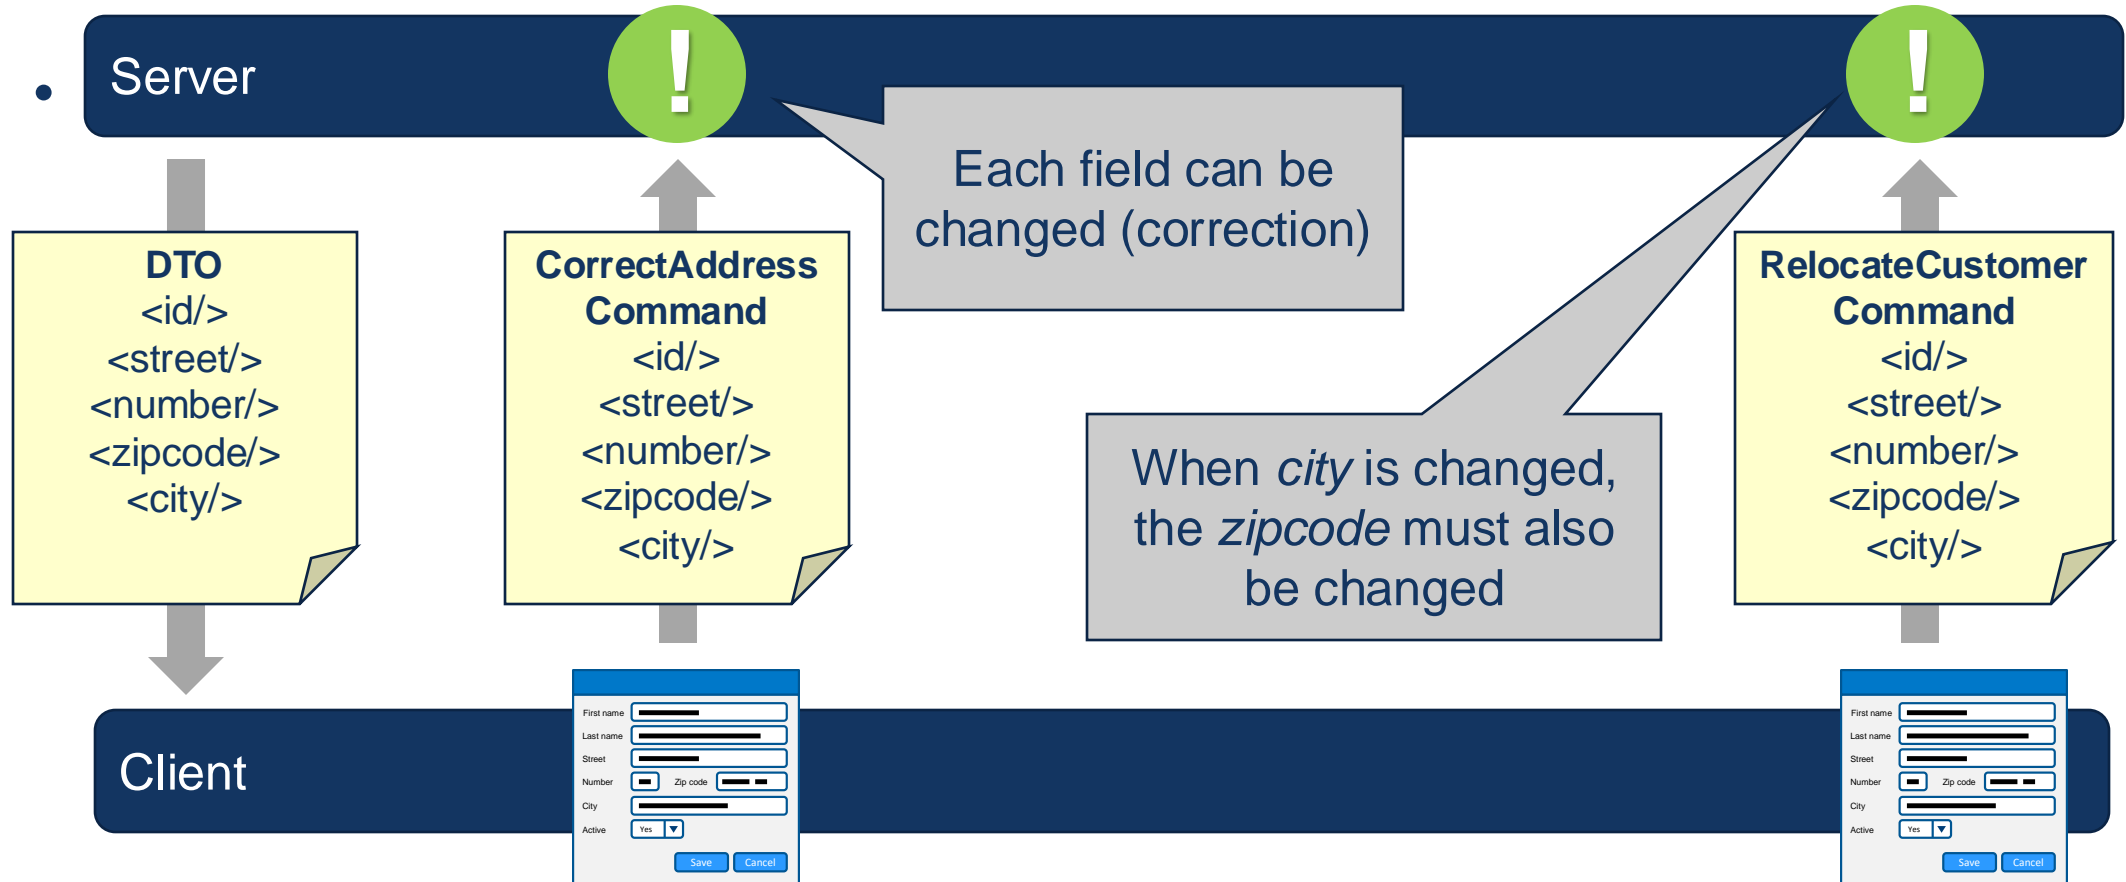 •
Server
!
!
Each field can be
changed (correction)
DTO
<id/>
<street/>
<number/>
<zipcode/>
<city/>
CorrectAddress
Command
<id/>
<street/>
<number/>
<zipcode/>
<city/>
When city is changed,
the zipcode must also
be changed
RelocateCustomer
Command
<id/>
<street/>
<number/>
<zipcode/>
<city/>
Client
First name
Last name
Street
Number Zip code
City
Active Yes
Save Cancel
First name
Last name
Street
Number Zip code
City
Active Yes
Save Cancel